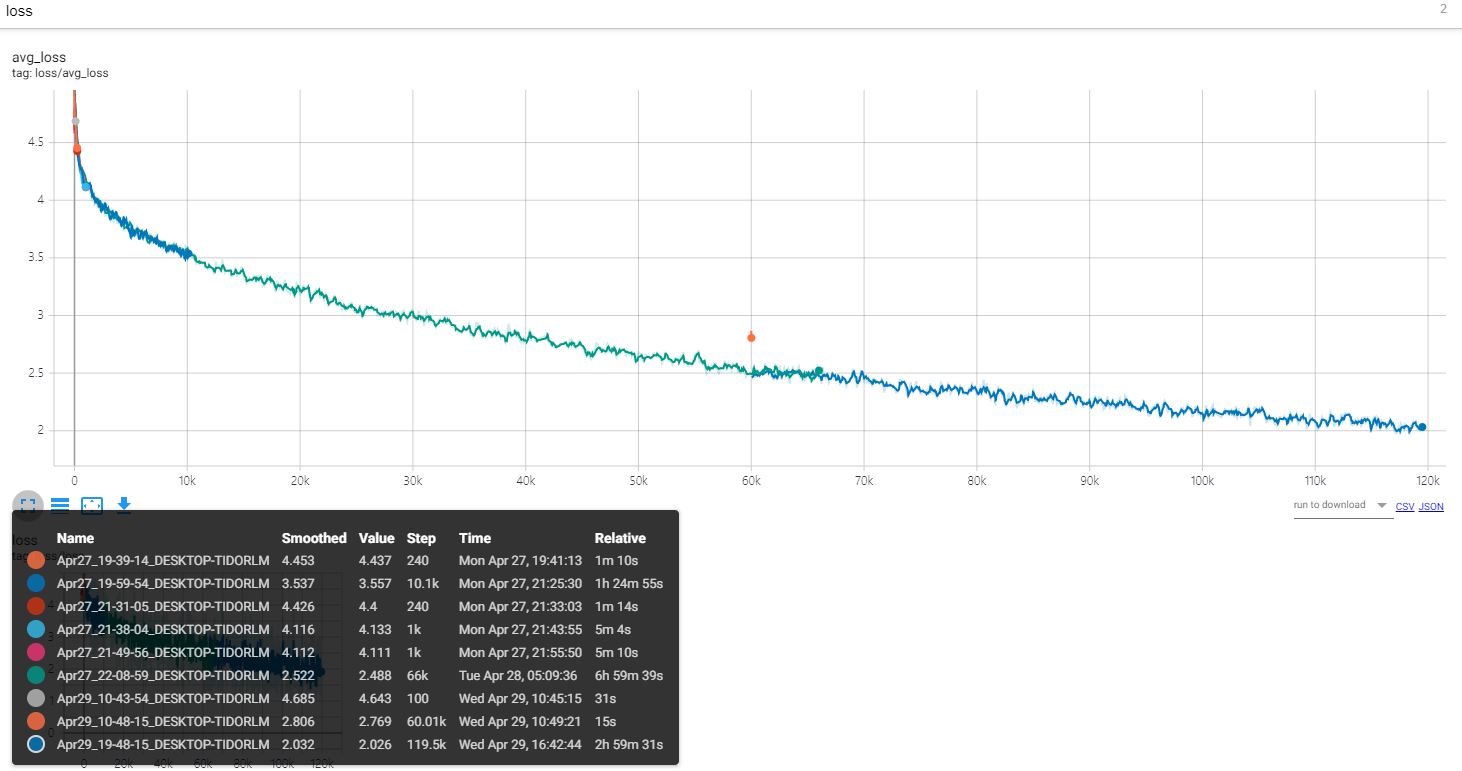 loss 2
avg_loss
tag: loss/avg_loss
4.5
4
3.5
3
2.5
2
0 10k 20k 30k 40k 50k 60k 70k 80k 90k 100k 110k 120k
run to download CSV JSON
loss
Name Smoothed Value Step Time Relative
Apr27_19-39-14_DESKTOP-TIDORLM 4.453 4.437 240 Mon Apr 27, 19:41:13 1m 10s
Apr27_19-59-54_DESKTOP-TIDORLM 3.537 3.557 10.1k Mon Apr 27, 21:25:30 1h 24m 55s
Apr27_21-31-05_DESKTOP-TIDORLM 4.426 4.4 240 Mon Apr 27, 21:33:03 1m 14s
Apr27_21-38-04_DESKTOP-TIDORLM 4.116 4.133 1k Mon Apr 27, 21:43:55 5m 4s
Apr27_21-49-56_DESKTOP-TIDORLM 4.112 4.111 1k Mon Apr 27, 21:55:50 5m 10s
Apr27_22-08-59_DESKTOP-TIDORLM 2.522 2.488 66k Tue Apr 28, 05:09:36 6h 59m 39s
Apr29_10-43-54_DESKTOP-TIDORLM 4.685 4.643 100 Wed Apr 29, 10:45:15 31s
Apr29_10-48-15_DESKTOP-TIDORLM 2.806 2.769 60.01k Wed Apr 29, 10:49:21 15s
Apr29_19-48-15_DESKTOP-TIDORLM 2.032 2.026 119.5k Wed Apr 29, 16:42:44 2h 59m 31s
0 20k 40k 60k 80k 100k 120k